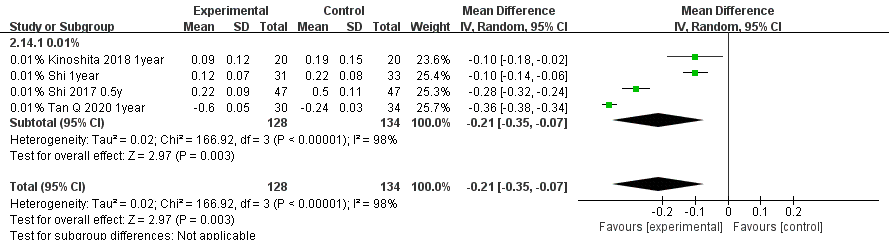 Experimental Control Mean Difference Mean Difference
Study or Subgroup Mean SD Total Mean SD Total Weight IV, Random, 95% CI IV, Random, 95% CI
2.14.1 0.01%
0.01% Kinoshita 2018 1year 0.09 0.12 20 0.19 0.15 20 23.6% -0.10 [-0.18, -0.02]
0.01% Shi 1year 0.12 0.07 31 0.22 0.08 33 25.1% -0.10 [-0.14, -0.06]
0.01% Shi 2017 0.5y 0.22 0.09 47 0.5 0.11 47 25.0% -0.28 [-0.32, -0.24]
0.01% Tan Q 2020 1year -0.6 0.05 30 -0.24 0.03 34 25.7% -0.36 [-0.38, -0.34]
Subtotal (95% CI) 128 134 100.0% -0.21 [-0.35, -0.07]
Heterogeneity: Tau² = 0.02; Chi² = 166.92, df = 3 (P < 0.00001); I² = 98%
Test for overall effect: Z = 2.97 (P = 0.003)
Total (95% CI) 128 134 100.0% -0.21 [-0.35, -0.07]
Heterogeneity: Tau² = 0.02; Chi² = 166.92, df = 3 (P < 0.00001); I² = 98%
Test for overall effect: Z = 2.97 (P = 0.003)
Test for subgroup differences: Not applicable
-0.2 -0.1 0 0.1 0.2
Favours [experimental] Favours [control]